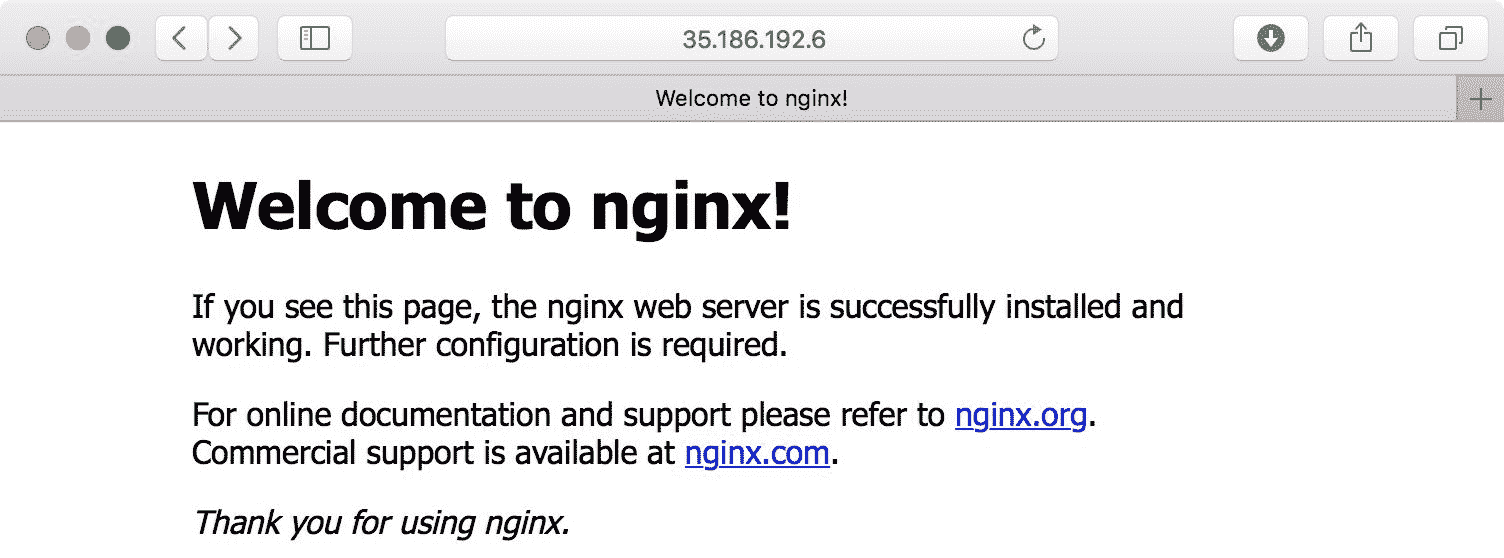 35.186.192.6
Welcome to nginx!
Welcome to nginx!
If you see this page, the nginx web server is successfully installed and
working. Further configuration is required.
For online documentation and support please refer to nginx.org.
Commercial support is available at nginx.com.
Thank you for using nginx.